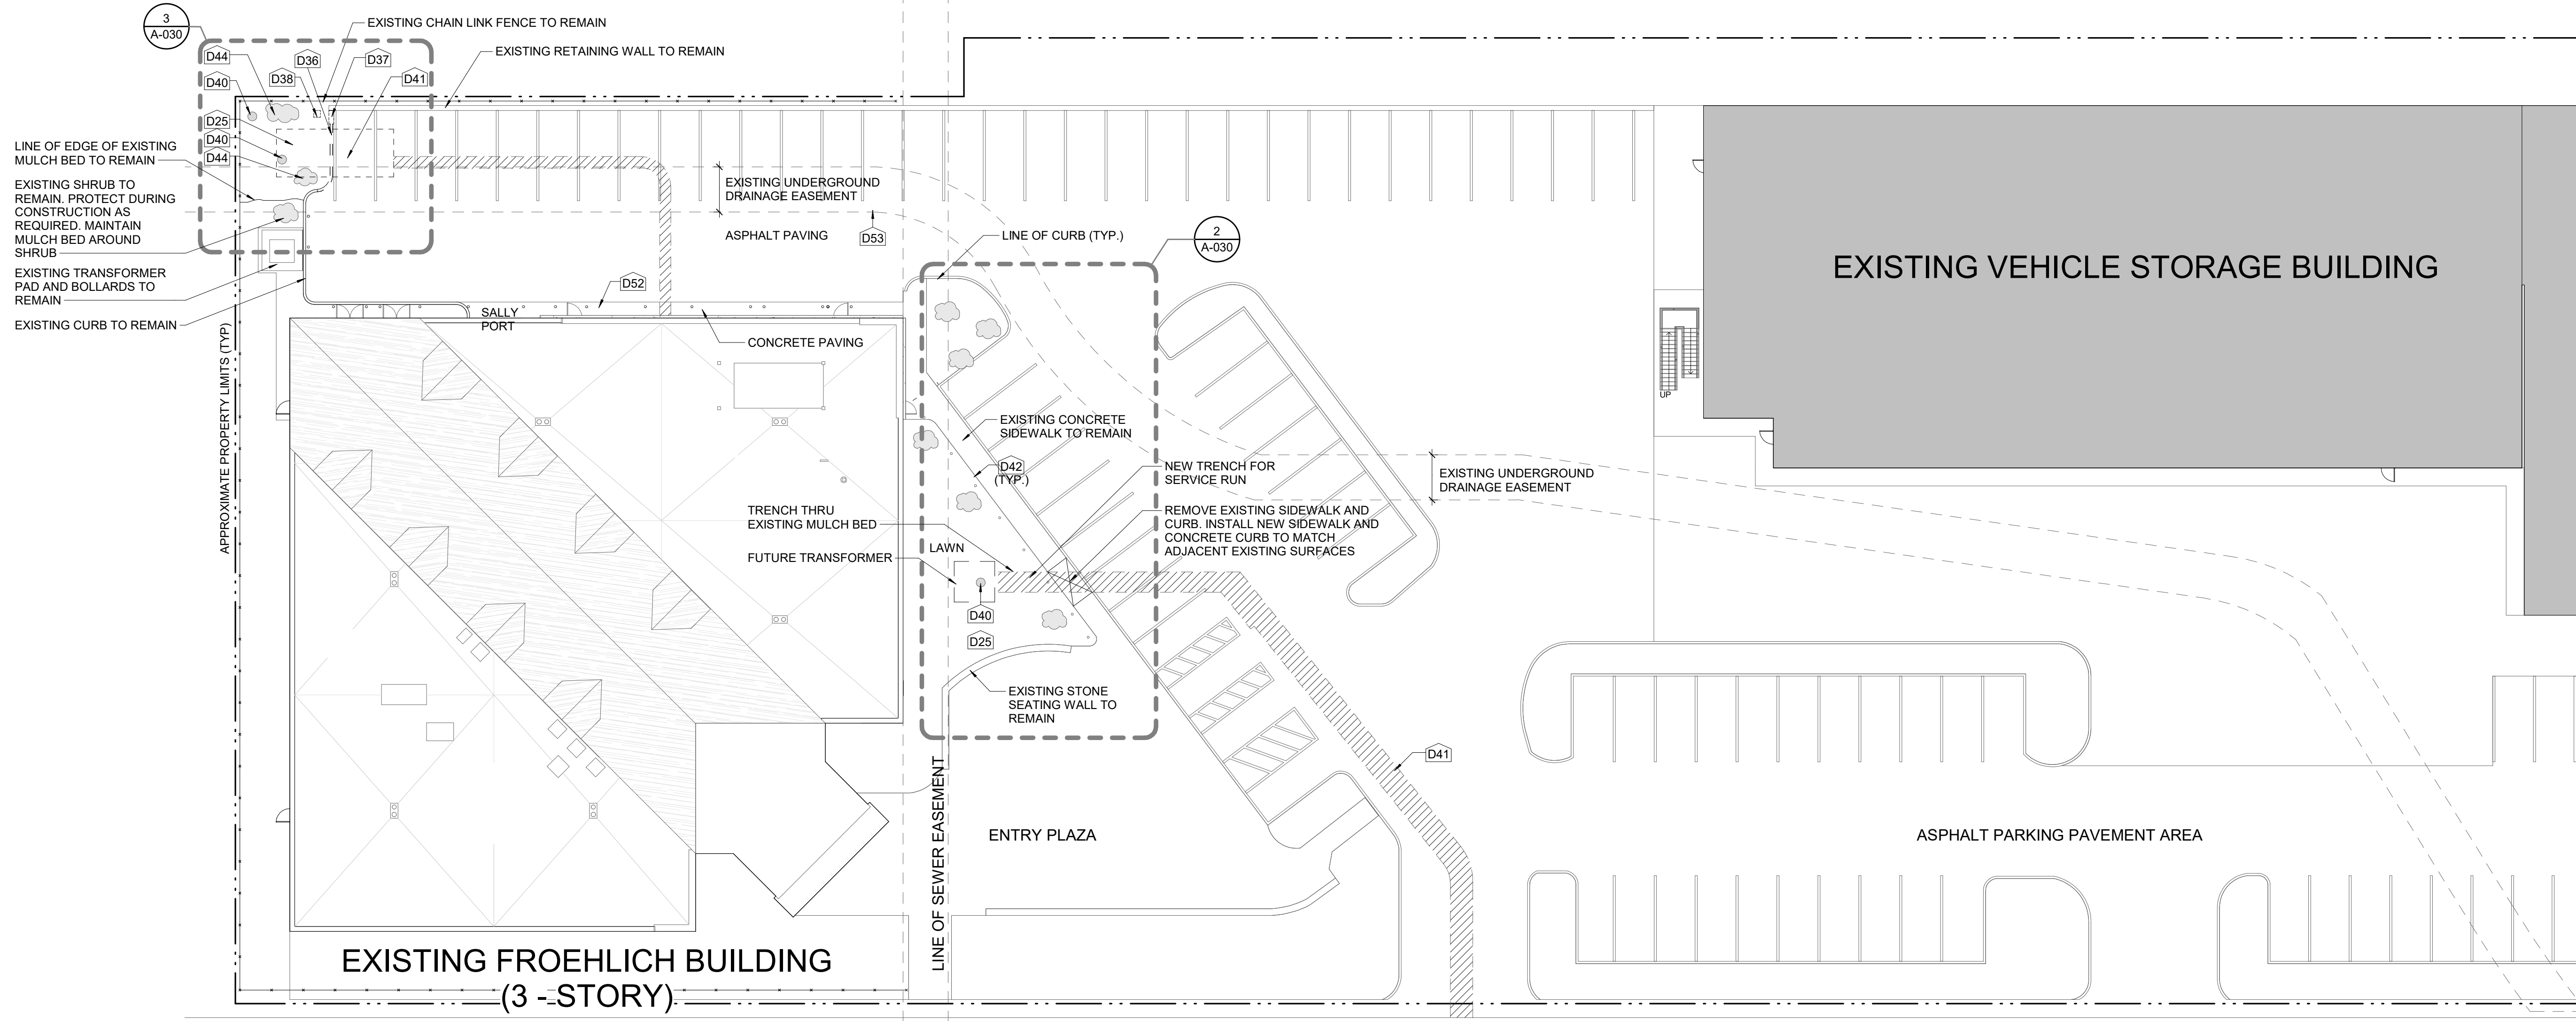 3
A-030
EXISTING CHAIN LINK FENCE TO REMAIN
EXISTING RETAINING WALL TO REMAIN
D44
D36
D37
D38
D41
D40
D25
D40
D44
LINE OF EDGE OF EXISTING
MULCH BED TO REMAIN
EXISTING SHRUB TO
REMAIN. PROTECT DURING
CONSTRUCTION AS
REQUIRED. MAINTAIN
MULCH BED AROUND
SHRUB
EXISTING TRANSFORMER
PAD AND BOLLARDS TO
REMAIN
EXISTING CURB TO REMAIN
APPROXIMATE PROPERTY LIMITS (TYP)
EXISTING UNDERGROUND
DRAINAGE EASEMENT
ASPHALT PAVING
D53
D52
SALLY
PORT
CONCRETE PAVING
LINE OF CURB (TYP.)
2
A-030
EXISTING CONCRETE
SIDEWALK TO REMAIN
D42
(TYP.)
NEW TRENCH FOR
SERVICE RUN
REMOVE EXISTING SIDEWALK AND
CURB. INSTALL NEW SIDEWALK AND
CONCRETE CURB TO MATCH
ADJACENT EXISTING SURFACES
TRENCH THRU
EXISTING MULCH BED
LAWN
FUTURE TRANSFORMER
D40
D25
EXISTING STONE
SEATING WALL TO
REMAIN
EXISTING UNDERGROUND
DRAINAGE EASEMENT
UP
EXISTING VEHICLE STORAGE BUILDING
D41
LINE OF SEWER EASEMENT
ENTRY PLAZA
ASPHALT PARKING PAVEMENT AREA
EXISTING FROEHLICH BUILDING
(3 - STORY)